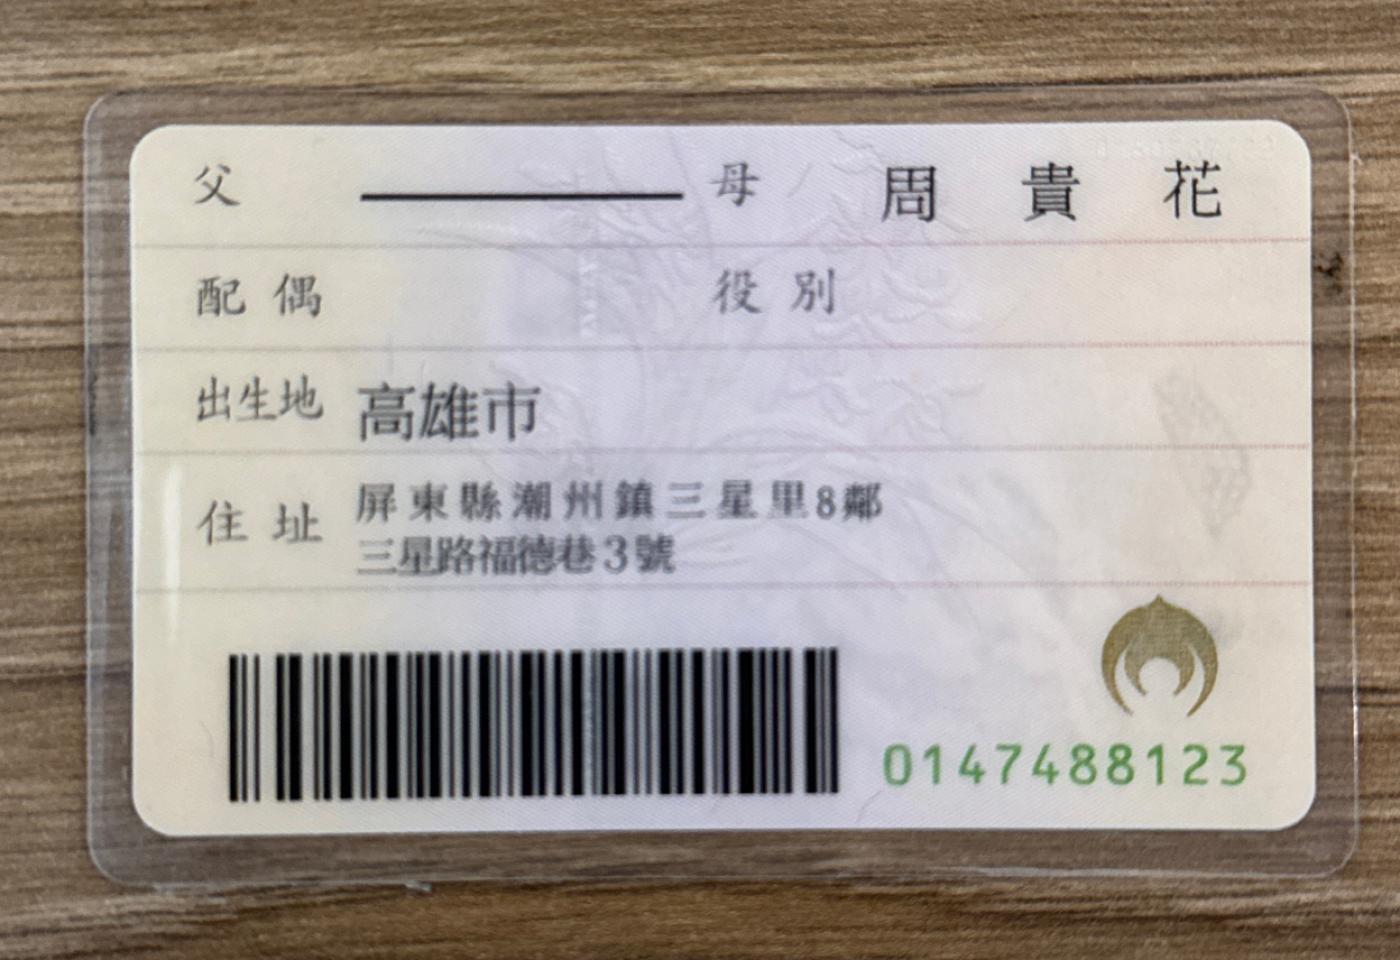 父 母 周貴花
配偶 役別
出生地 高雄市
住址 屏東縣潮州鎮三星里8鄰
三星路福德巷3號
0147488123